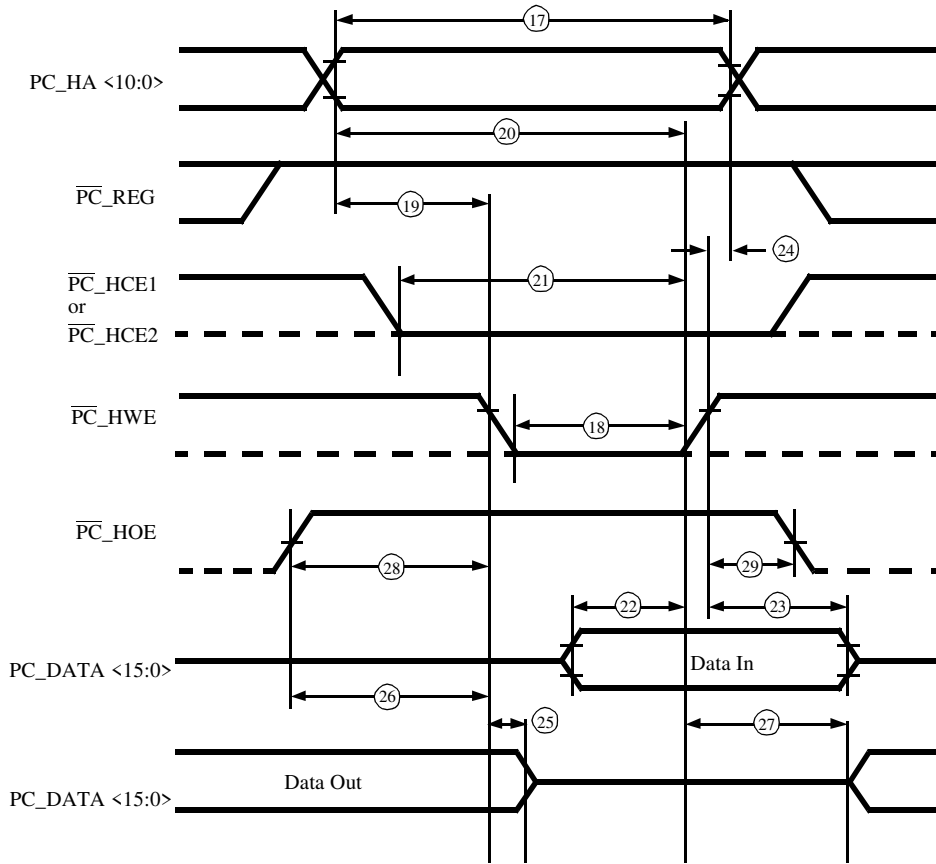 17
PC_HA <10:0>
20
PC_REG
19
24
PC_HCE1
or
PC_HCE2
21
PC_HWE
18
PC_HOE
28
29
22
23
PC_DATA <15:0>
Data In
26
25
27
Data Out
PC_DATA <15:0>